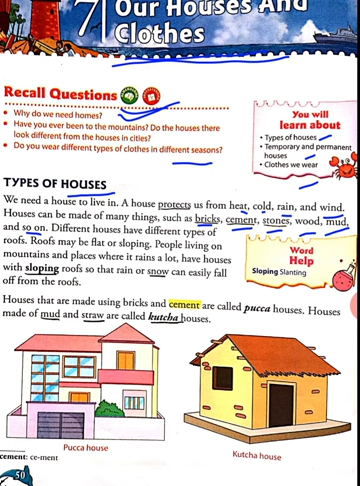 7
Our Houses And
Clothes
Recall Questions
• Why do we need homes?
• Have you ever been to the mountains? Do the houses there
look different from the houses in cities?
• Do you wear different types of clothes in different seasons?
You will
learn about
• Types of houses
• Temporary and permanent
houses
• Clothes we wear
TYPES OF HOUSES
We need a house to live in. A house protects us from heat, cold, rain, and wind.
Houses can be made of many things, such as bricks, cement, stones, wood, mud,
and so on. Different houses have different types of
roofs. Roofs may be flat or sloping. People living on
mountains and places where it rains a lot, have houses
with sloping roofs so that rain or snow can easily fall
off from the roofs.
Word
Help
Sloping Slanting
Houses that are made using bricks and cement are called pucca houses. Houses
made of mud and straw are called kutcha houses.
Pucca house
Kutcha house
cement: ce-ment
50